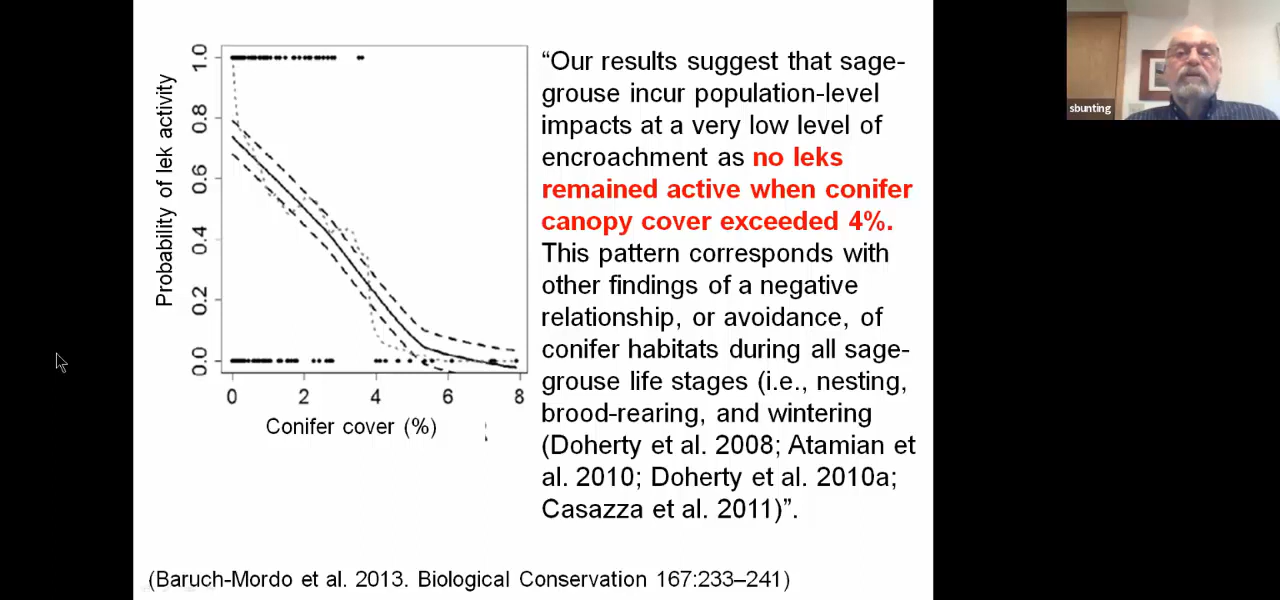 1.0
0.8
0.6
0.4
0.2
0.0
Probability of lek activity
0 2 4 6 8
Conifer cover (%)
“Our results suggest that sage-
grouse incur population-level
impacts at a very low level of
encroachment as no leks
remained active when conifer
canopy cover exceeded 4%.
This pattern corresponds with
other findings of a negative
relationship, or avoidance, of
conifer habitats during all sage-
grouse life stages (i.e., nesting,
brood-rearing, and wintering
(Doherty et al. 2008; Atamian et
al. 2010; Doherty et al. 2010a;
Casazza et al. 2011)”.
(Baruch-Mordo et al. 2013. Biological Conservation 167:233–241)
sbunting